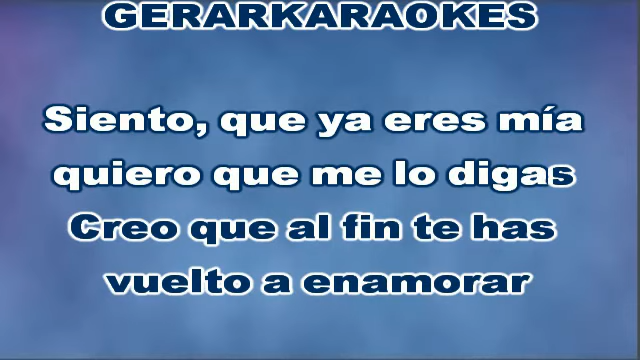 GERARKARAOKES
Siento, que ya eres mía
quiero que me lo digas
Creo que al fin te has
vuelto a enamorar